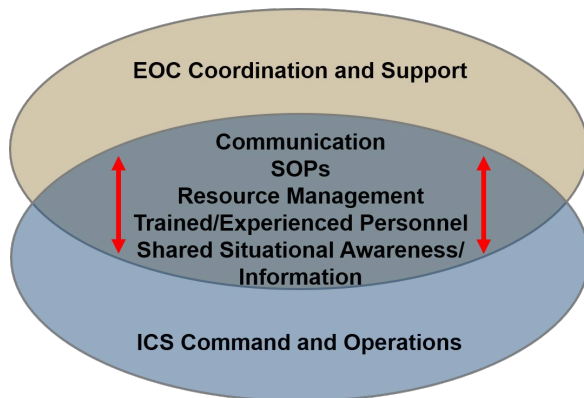 EOC Coordination and Support
Communication
SOPs
Resource Management
Trained/Experienced Personnel
Shared Situational Awareness/
Information
ICS Command and Operations